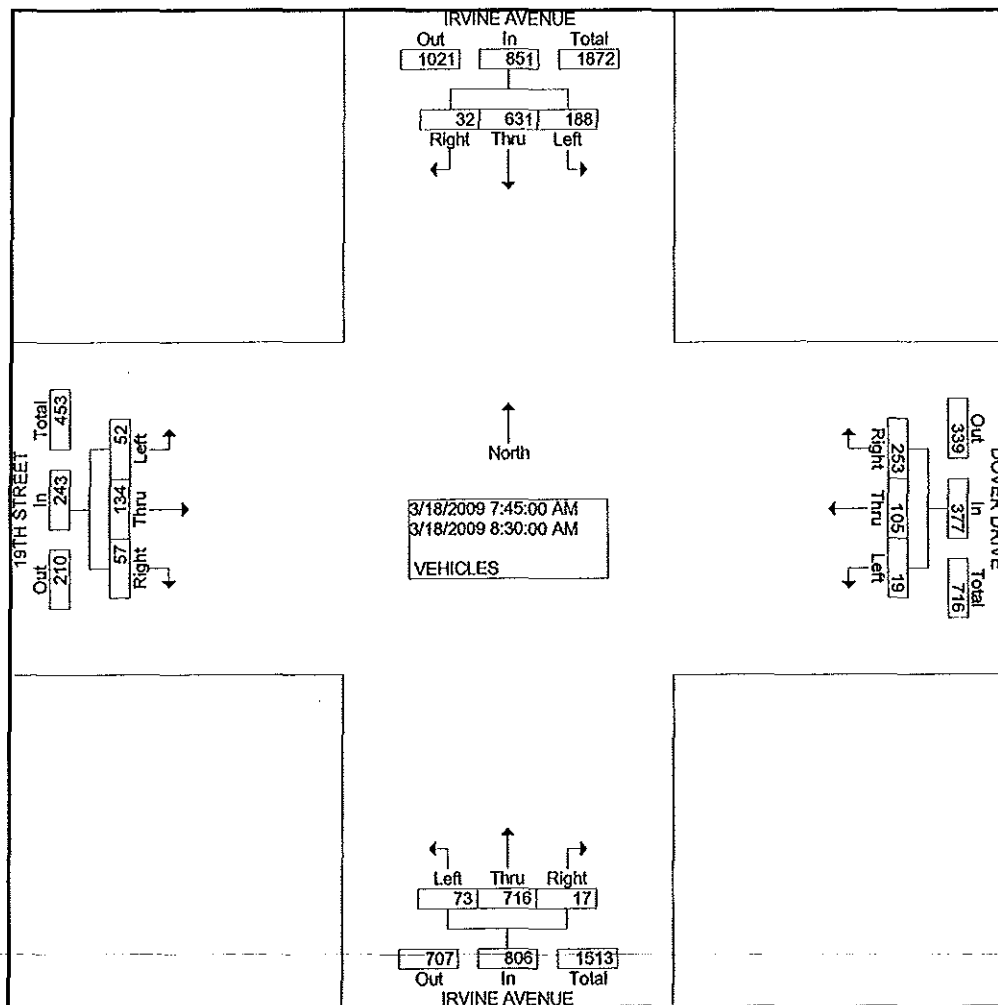 IRVINE AVENUE
Out In Total
1021 851 1872
32 631 188
Right Thru Left
19TH STREET
Total In Out
453 243 210
Left Thru Right
52 134 57
North
3/18/2009 7:45:00 AM
3/18/2009 8:30:00 AM
VEHICLES
Right Thru Left
253 105 19
Out In Total
339 377 716
DOVER DRIVE
Left Thru Right
73 716 17
707 806 1513
Out In Total
IRVINE AVENUE